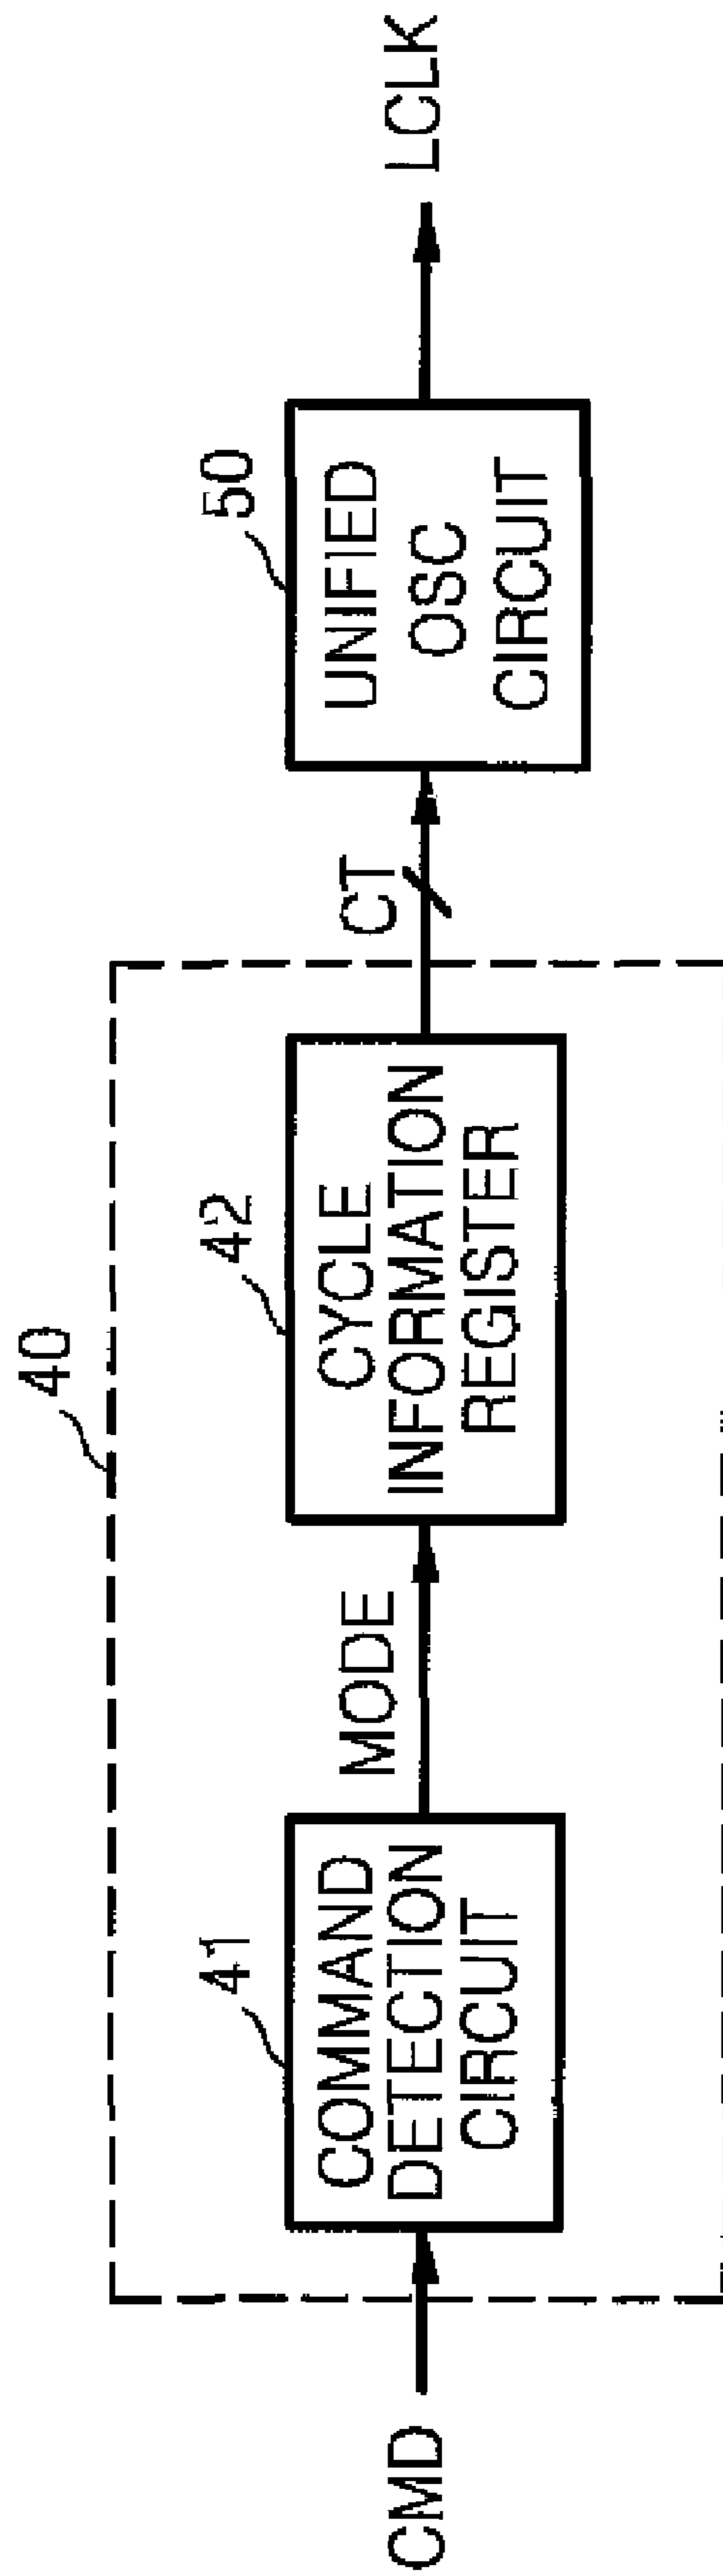 40
CMD
41
COMMAND
DETECTION
CIRCUIT
MODE
42
CYCLE
INFORMATION
REGISTER
CT
50
UNIFIED
OSC
CIRCUIT
LCLK